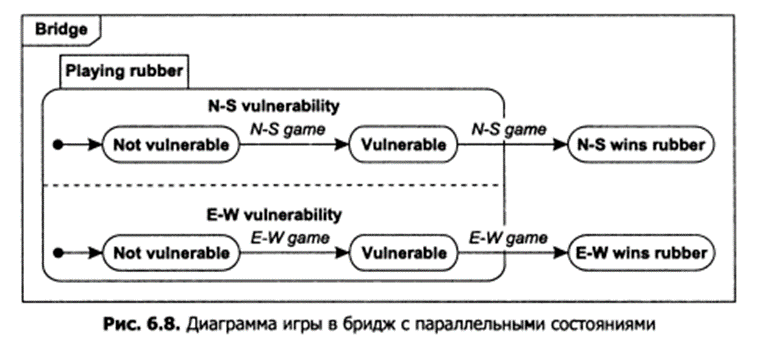 Bridge
Playing rubber
N-S vulnerability
Not vulnerable N-S game Vulnerable N-S game N-S wins rubber
E-W vulnerability
Not vulnerable E-W game Vulnerable E-W game E-W wins rubber
Рис. 6.8. Диаграмма игры в бридж с параллельными состояниями